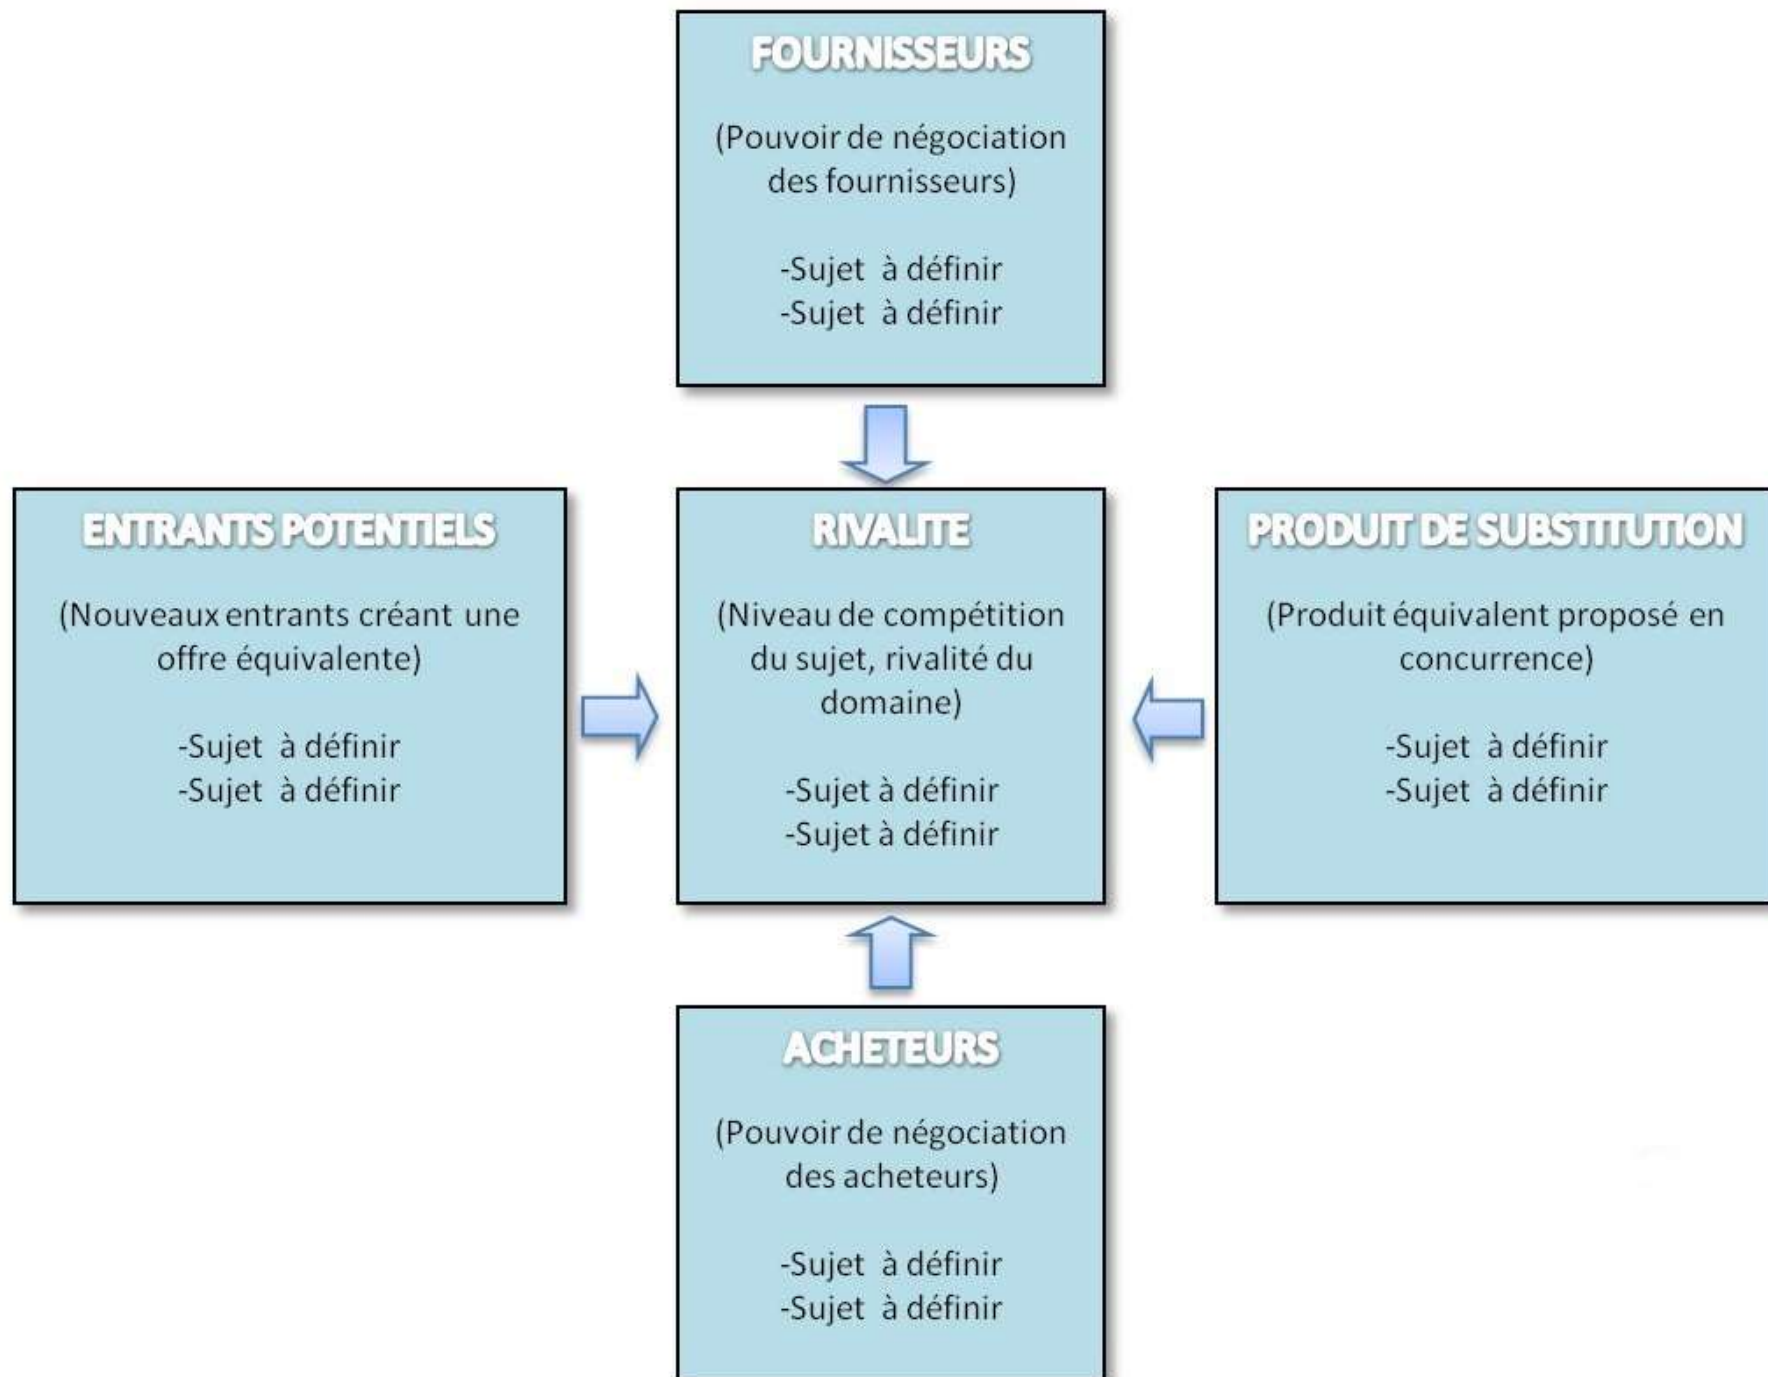 FOURNISSEURS
(Pouvoir de négociation
des fournisseurs)
-Sujet à définir
-Sujet à définir
ENTRANTS POTENTIELS
(Nouveaux entrants créant une
offre équivalente)
-Sujet à définir
-Sujet à définir
RIVALITE
(Niveau de compétition
du sujet, rivalité du
domaine)
-Sujet à définir
-Sujet à définir
PRODUIT DE SUBSTITUTION
(Produit équivalent proposé en
concurrence)
-Sujet à définir
-Sujet à définir
ACHETEURS
(Pouvoir de négociation
des acheteurs)
-Sujet à définir
-Sujet à définir